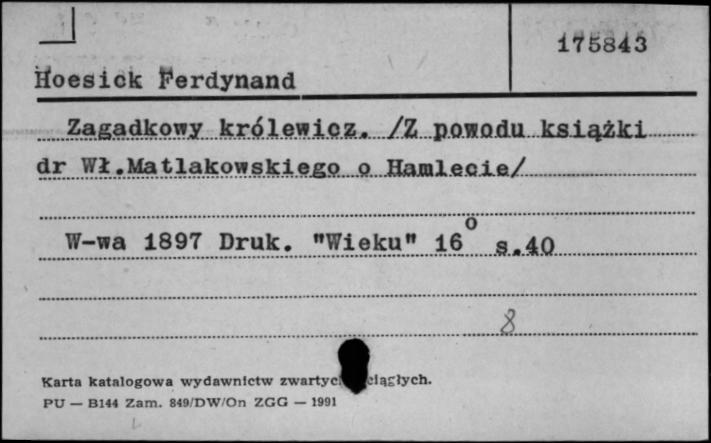 175843
Hoesick Ferdynand
Zagadkowy królewicz. /Z powodu książki
dr Wł.Matlakowskiego o Hamlecie/
W-wa 1897 Druk. "Wieku" 16° s.40
8
Karta katalogowa wydawnictw ciągłych.
PU — B144 Zam. 849/DW/On ZGG — 1991